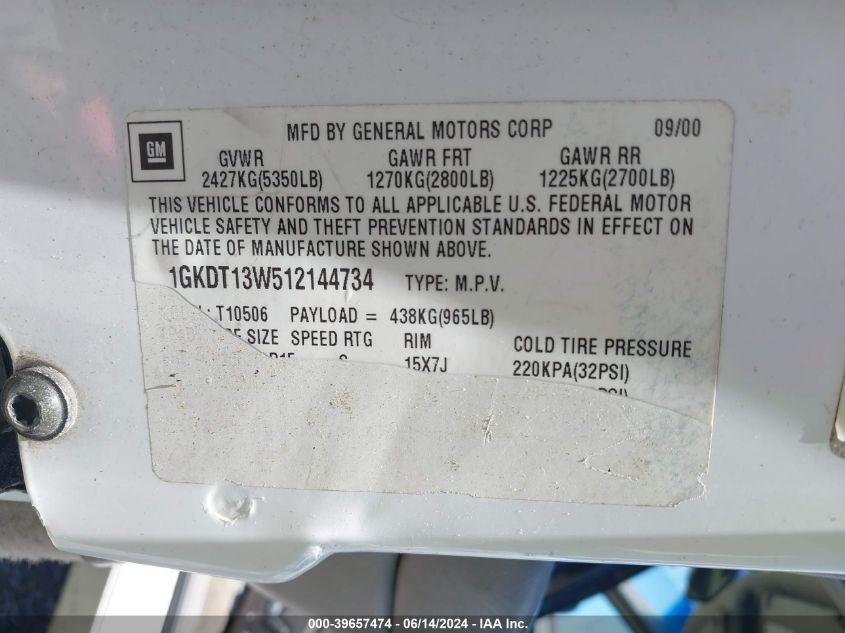 GM
MFD BY GENERAL MOTORS CORP 09/00
GVWR GAWR FRT GAWR RR
2427KG(5350LB) 1270KG(2800LB) 1225KG(2700LB)
THIS VEHICLE CONFORMS TO ALL APPLICABLE U.S. FEDERAL MOTOR
VEHICLE SAFETY AND THEFT PREVENTION STANDARDS IN EFFECT ON
THE DATE OF MANUFACTURE SHOWN ABOVE.
1GKDT13W512144734 TYPE: M.P.V.
: T10506 PAYLOAD = 438KG(965LB)
SIZE SPEED RTG RIM COLD TIRE PRESSURE
15X7J 220KPA(32PSI)
000-39657474 - 06/14/2024 - IAA Inc.